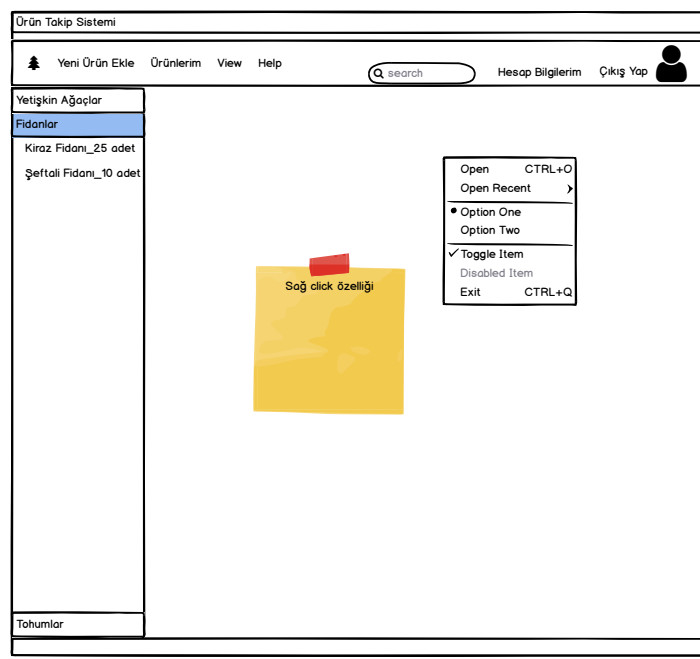 Ürün Takip Sistemi
Yeni Ürün Ekle Ürünlerim View Help search Hesap Bilgilerim Çıkış Yap
Yetişkin Ağaçlar
Fidanlar
Kiraz Fidanı_25 adet
Şeftali Fidanı_10 adet
Open CTRL+O
Open Recent
Option One
Option Two
Toggle Item
Disabled Item
Exit CTRL+Q
Sağ click özelliği
Tohumlar